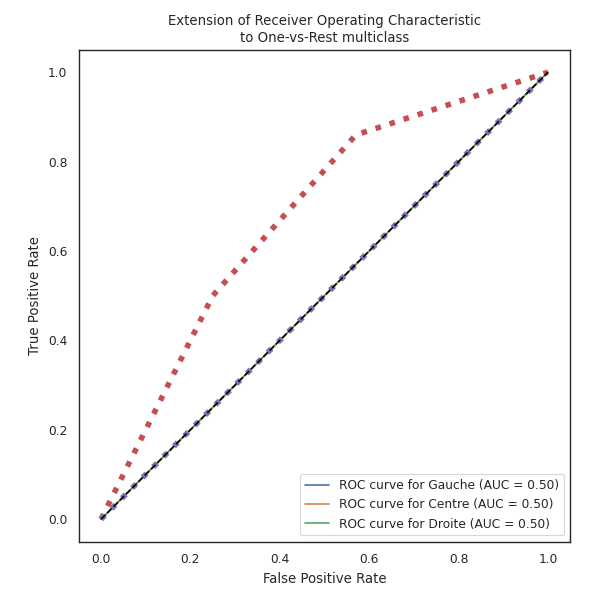 Extension of Receiver Operating Characteristic
to One-vs-Rest multiclass
1.0
0.8
0.6
0.4
0.2
0.0
True Positive Rate
ROC curve for Gauche (AUC = 0.50)
ROC curve for Centre (AUC = 0.50)
ROC curve for Droite (AUC = 0.50)
0.0 0.2 0.4 0.6 0.8 1.0
False Positive Rate